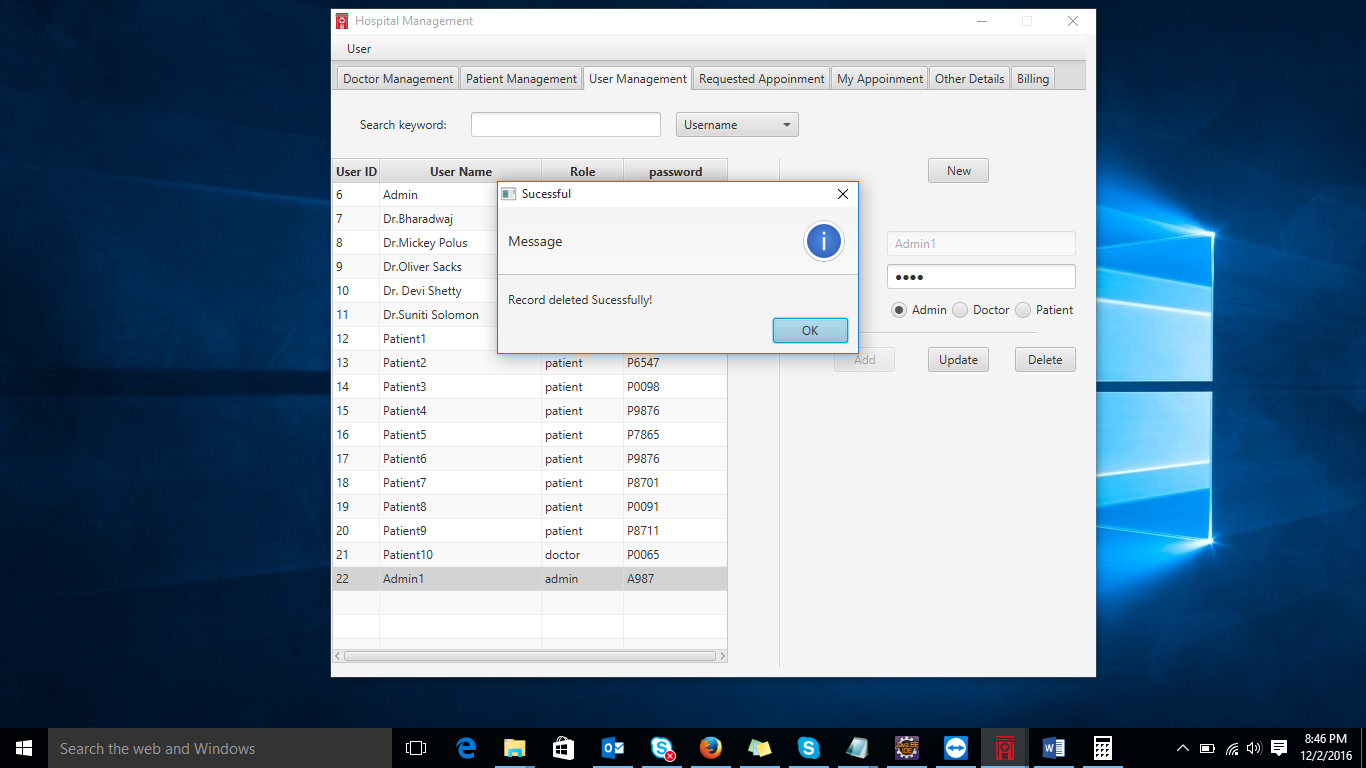 Hospital Management
User
Doctor Management Patient Management User Management Requested Appoinment My Appoinment Other Details Billing
Search keyword: Username
User ID User Name Role password
New
6 Admin
7 Dr.Bharadwaj
8 Dr.Mickey Polus
9 Dr.Oliver Sacks
10 Dr. Devi Shetty
11 Dr.Suniti Solomon
12 Patient1
13 Patient2 patient P6547
14 Patient3 patient P0098
15 Patient4 patient P9876
16 Patient5 patient P7865
17 Patient6 patient P9876
18 Patient7 patient P8701
19 Patient8 patient P0091
20 Patient9 patient P8711
21 Patient10 doctor P0065
22 Admin1 admin A987
Sucessful
Message
i
Record deleted Sucessfully!
OK
Admin1
●●●●
Admin Doctor Patient
Add Update Delete
Search the web and Windows
8:46 PM
12/2/2016